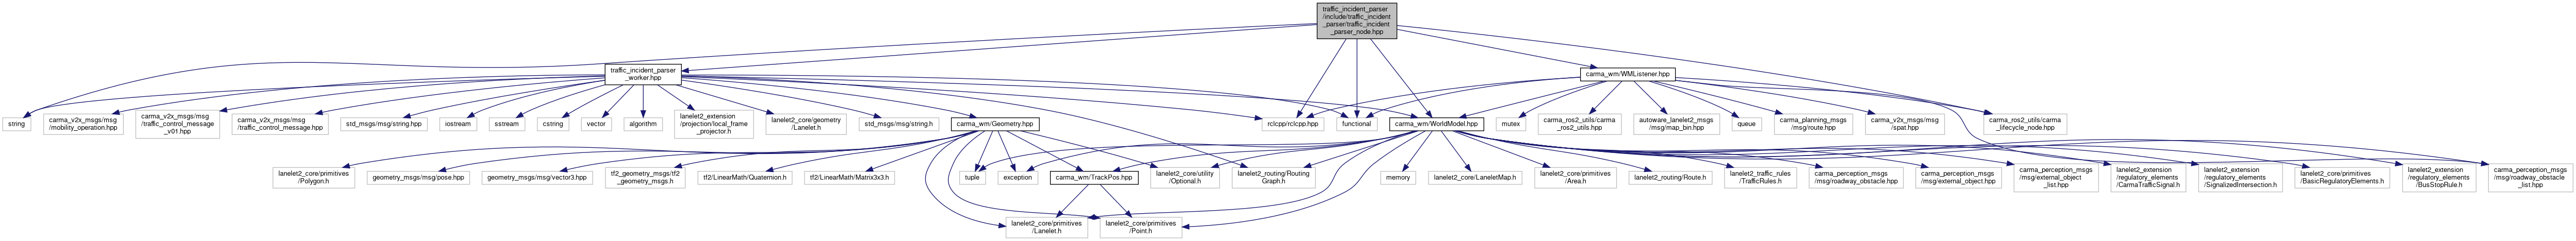 traffic_incident_parser
/include/traffic_incident
_parser/traffic_incident
_parser_node.hpp
traffic_incident_parser
_worker.hpp
carma_wm/WMListener.hpp
string
carma_v2x_msgs/msg
/mobility_operation.hpp
carma_v2x_msgs/msg
/traffic_control_message
_v01.hpp
carma_v2x_msgs/msg
/traffic_control_message.hpp
std_msgs/msg/string.hpp
iostream
sstream
cstring
vector
algorithm
lanelet2_extension
/projection/local_frame
_projector.h
lanelet2_core/geometry
/Lanelet.h
std_msgs/msg/string.h
carma_wm/Geometry.hpp
rclcpp/rclcpp.hpp
functional
carma_wm/WorldModel.hpp
mutex
carma_ros2_utils/carma
_ros2_utils.hpp
autoware_lanelet2_msgs
/msg/map_bin.hpp
queue
carma_planning_msgs
/msg/route.hpp
carma_v2x_msgs/msg
/spat.hpp
carma_ros2_utils/carma
_lifecycle_node.hpp
lanelet2_core/primitives
/Polygon.h
geometry_msgs/msg/pose.hpp
geometry_msgs/msg/vector3.hpp
tf2_geometry_msgs/tf2
_geometry_msgs.h
tf2/LinearMath/Quaternion.h
tf2/LinearMath/Matrix3x3.h
tuple
exception
carma_wm/TrackPos.hpp
lanelet2_core/utility
/Optional.h
lanelet2_routing/Routing
Graph.h
memory
lanelet2_core/LaneletMap.h
lanelet2_core/primitives
/Area.h
lanelet2_routing/Route.h
lanelet2_traffic_rules
/TrafficRules.h
carma_perception_msgs
/msg/roadway_obstacle.hpp
carma_perception_msgs
/msg/external_object.hpp
carma_perception_msgs
/msg/external_object
_list.hpp
lanelet2_extension
/regulatory_elements
/CarmaTrafficSignal.h
lanelet2_extension
/regulatory_elements
/SignalizedIntersection.h
lanelet2_core/primitives
/BasicRegulatoryElements.h
lanelet2_extension
/regulatory_elements
/BusStopRule.h
carma_perception_msgs
/msg/roadway_obstacle
_list.hpp
lanelet2_core/primitives
/Lanelet.h
lanelet2_core/primitives
/Point.h